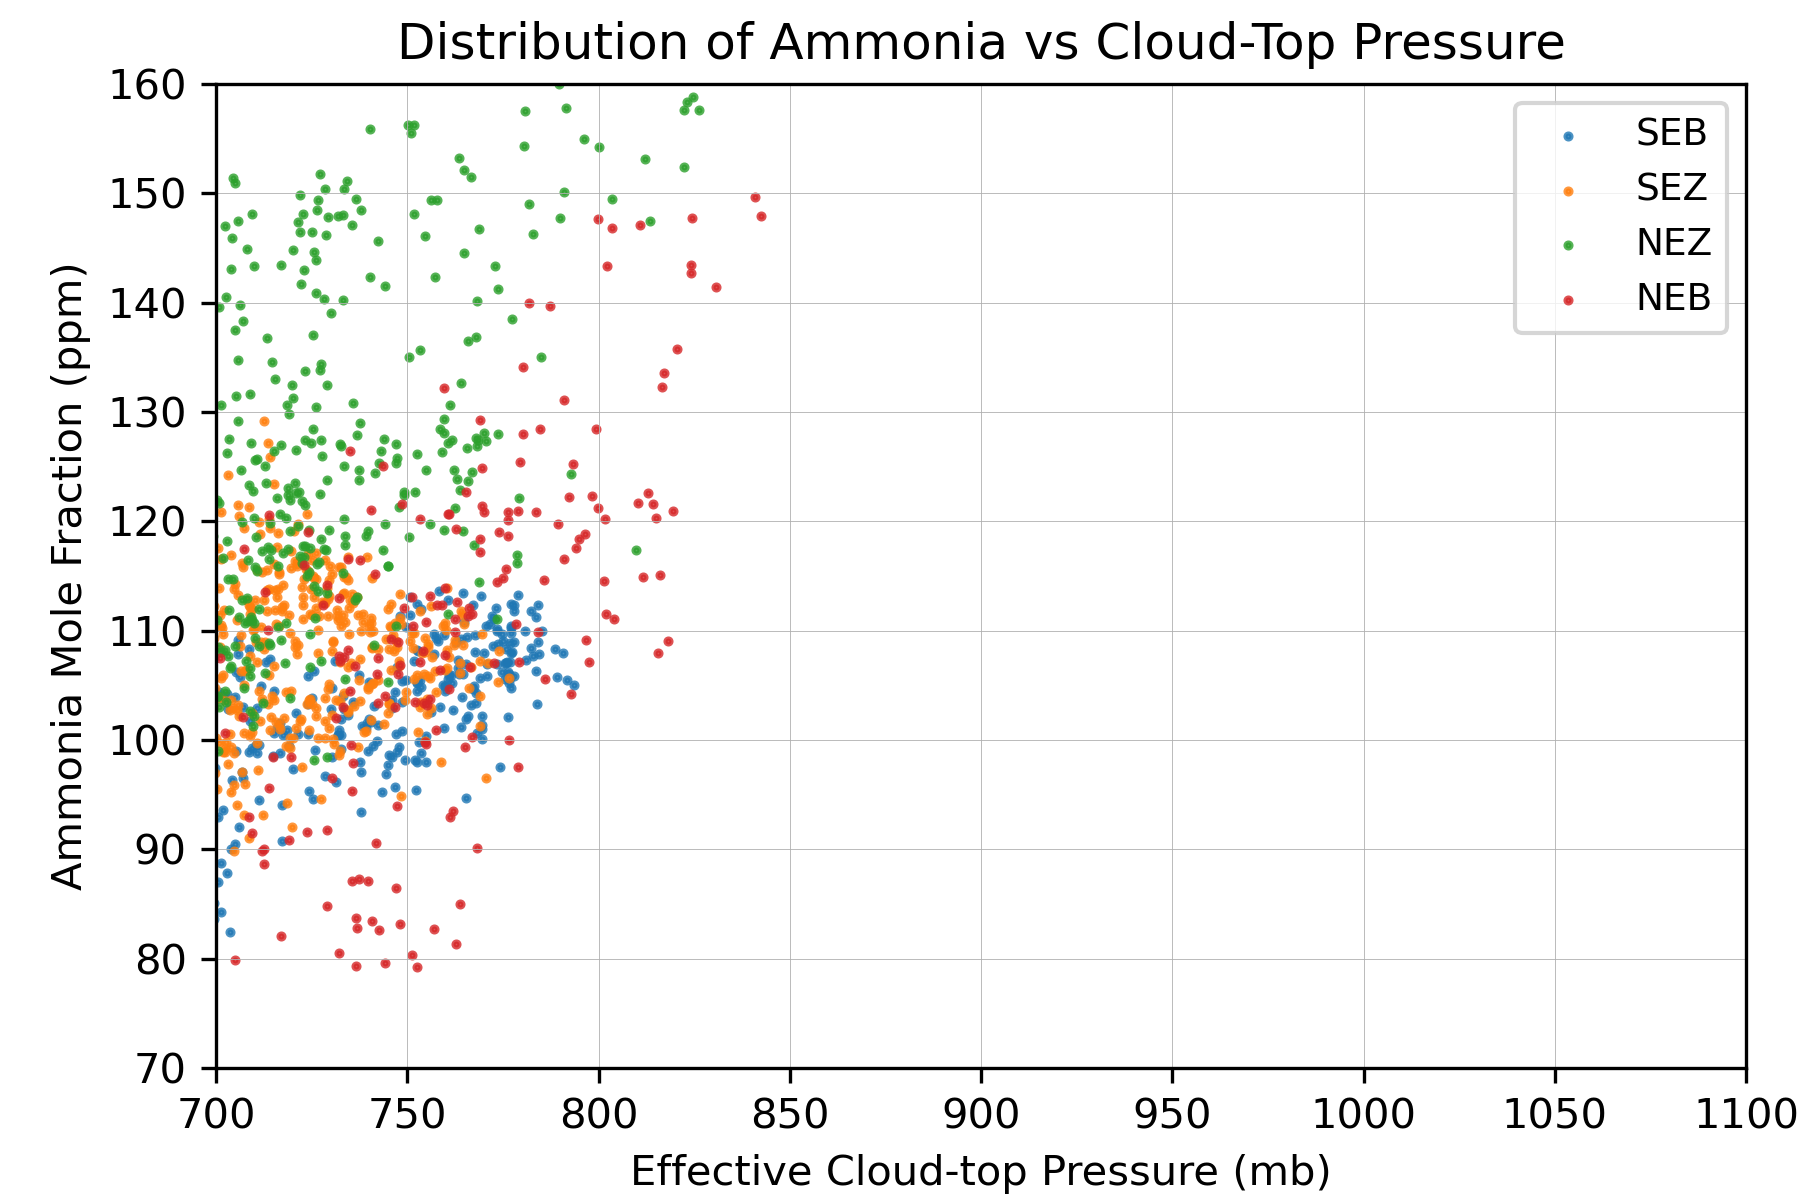 Distribution of Ammonia vs Cloud-Top Pressure
160
150
140
130
120
110
100
90
80
70
Ammonia Mole Fraction (ppm)
SEB
SEZ
NEZ
NEB
700 750 800 850 900 950 1000 1050 1100
Effective Cloud-top Pressure (mb)